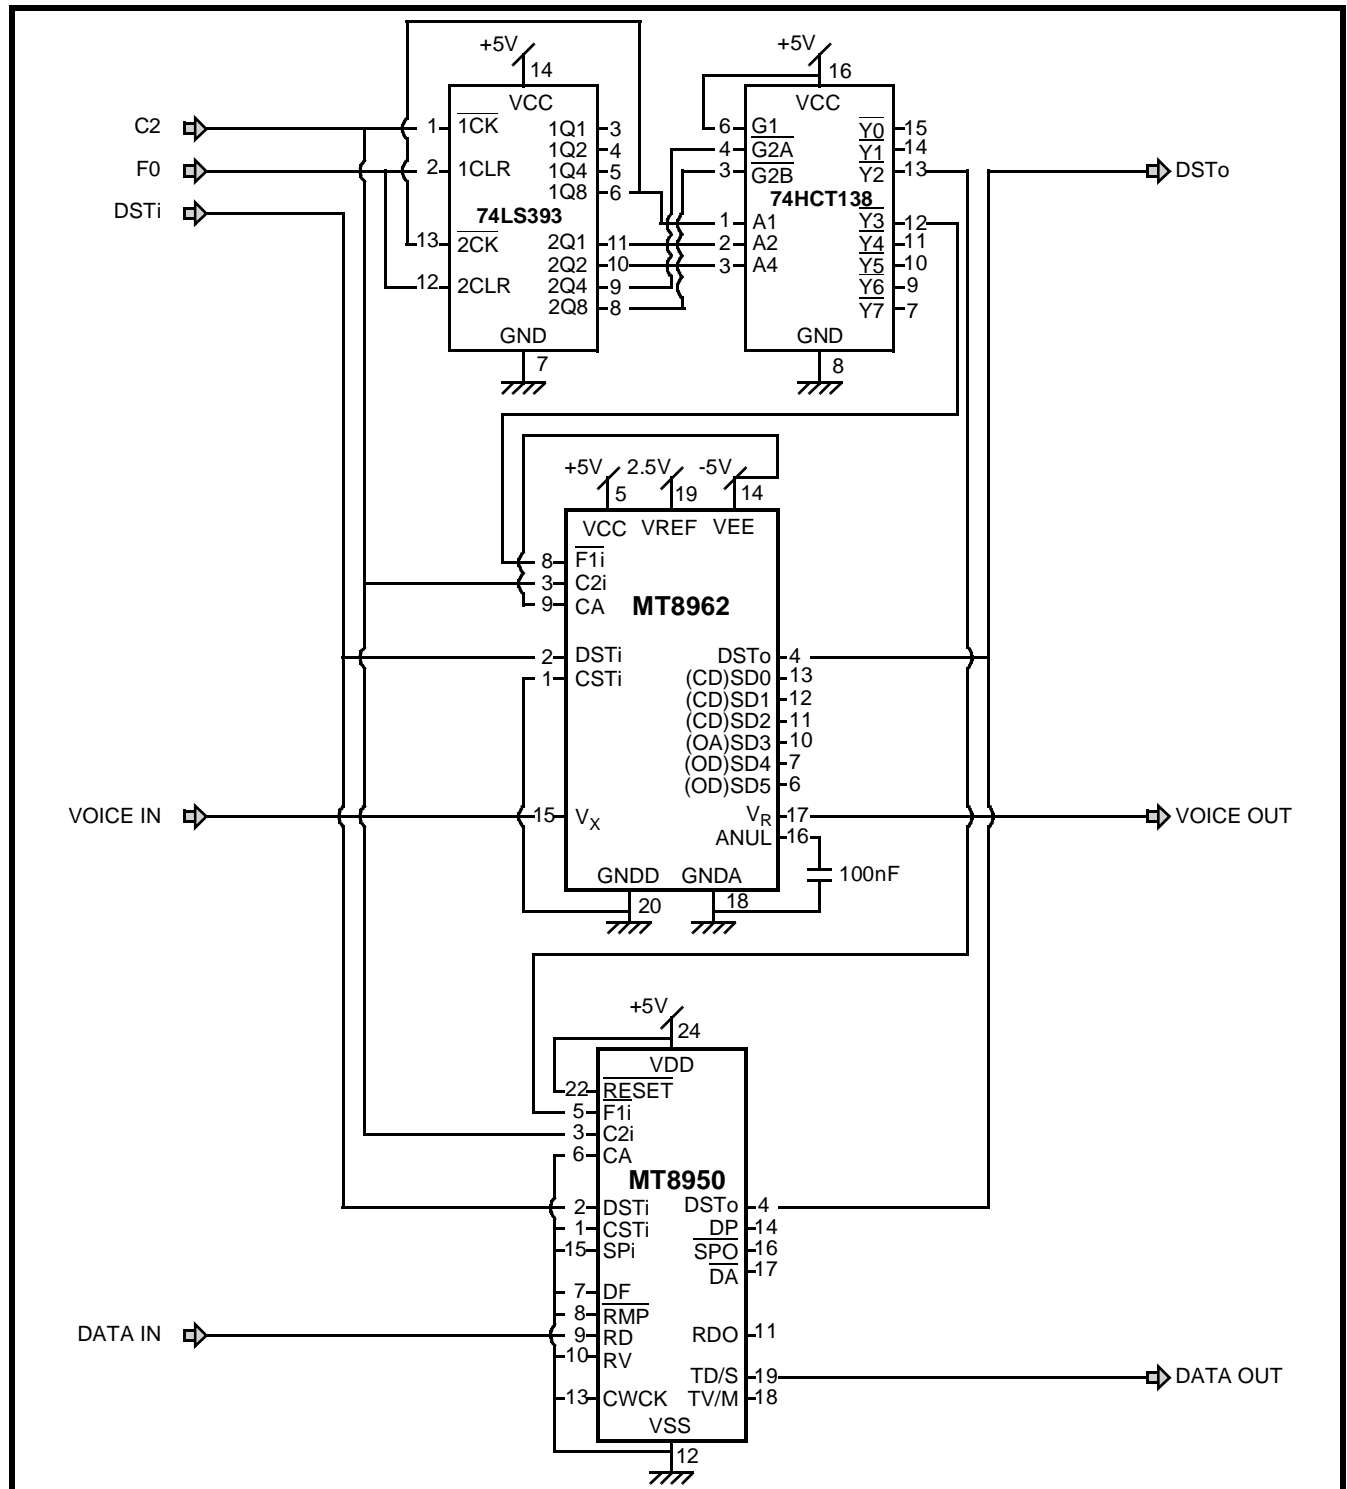 +5V
14
VCC
C2
F0
DSTi
1
1CK
2
1CLR
13
2CK
12
2CLR
74LS393
1Q1 3
1Q2 4
1Q4 5
1Q8 6
2Q1 11
2Q2 10
2Q4 9
2Q8 8
GND
7
+5V
16
VCC
6 G1
4 G2A
3 G2B
74HCT138
1 A1
2 A2
3 A4
Y0 15
Y1 14
Y2 13
Y3 12
Y4 11
Y5 10
Y6 9
Y7 7
GND
8
DSTo
+5V
5
2.5V
19
-5V
14
VCC VREF VEE
8 F1i
3 C2i
9 CA
MT8962
2 DSTi
1 CSTi
DSTo 4
(CD)SD0 13
(CD)SD1 12
(CD)SD2 11
(OA)SD3 10
(OD)SD4 7
(OD)SD5 6
VOICE IN
15 VX
VR 17
VOICE OUT
ANUL 16
100nF
GNDD GNDA
20
18
+5V
24
VDD
22 RESET
5 F1i
3 C2i
6 CA
MT8950
2 DSTi
1 CSTi
15 SPi
7 DF
8 RMP
9 RD
10 RV
13 CWCK
DSTo 4
DP 14
SPO 16
DA 17
RDO 11
TD/S 19
TV/M 18
VSS
12
DATA IN
DATA OUT